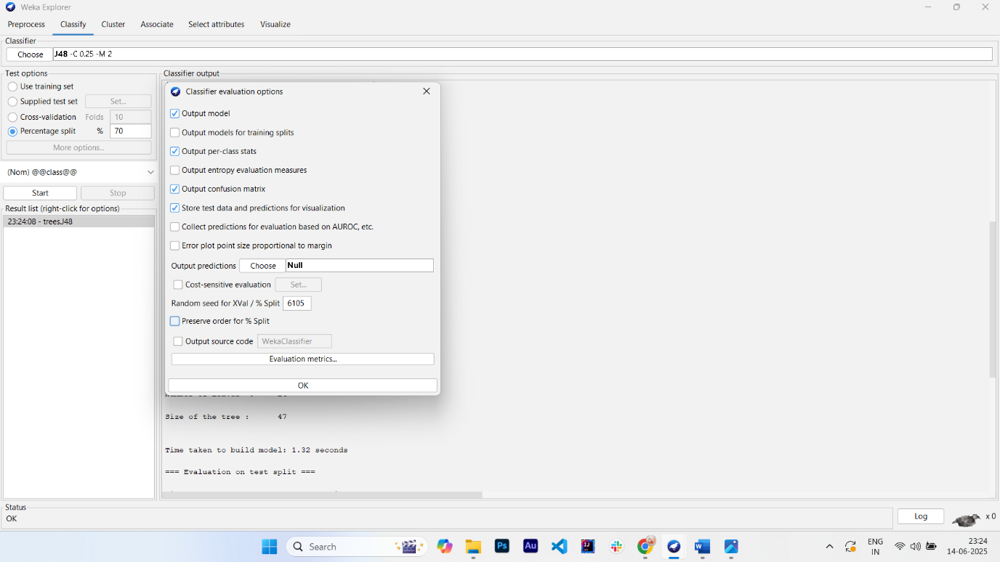 Weka Explorer
Preprocess Classify Cluster Associate Select attributes Visualize
Classifier
Choose J48 -C 0.25 -M 2
Test options
Use training set
Supplied test set Set...
Cross-validation Folds 10
Percentage split % 70
More options...
(Nom) @@class@@
Start Stop
Result list (right-click for options)
23:24:08 - trees.J48
Classifier output
Classifier evaluation options
Output model
Output models for training splits
Output per-class stats
Output entropy evaluation measures
Output confusion matrix
Store test data and predictions for visualization
Collect predictions for evaluation based on AUROC, etc.
Error plot point size proportional to margin
Output predictions Choose Null
Cost-sensitive evaluation Set...
Random seed for XVal / % Split 6105
Preserve order for % Split
Output source code WekaClassifier
Evaluation metrics...
OK
Size of the tree : 47
Time taken to build model: 1.32 seconds
=== Evaluation on test split ===
Status
OK
Log x 0
Search
Ps
Au
ENG
IN
23:24
14-06-2025